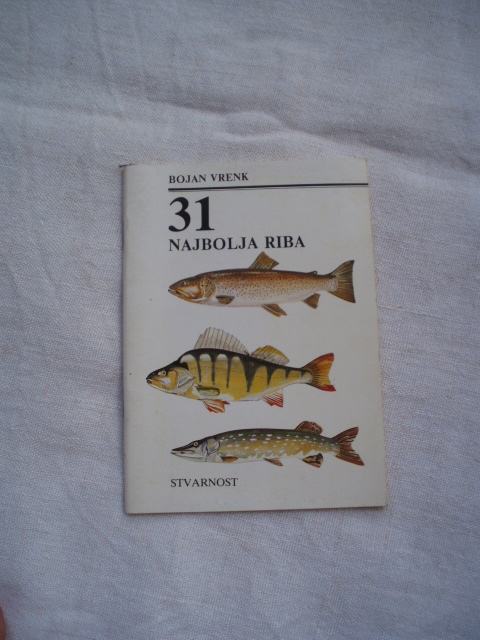 BOJAN VRENK
31
NAJBOLJA RIBA
STVARNOST